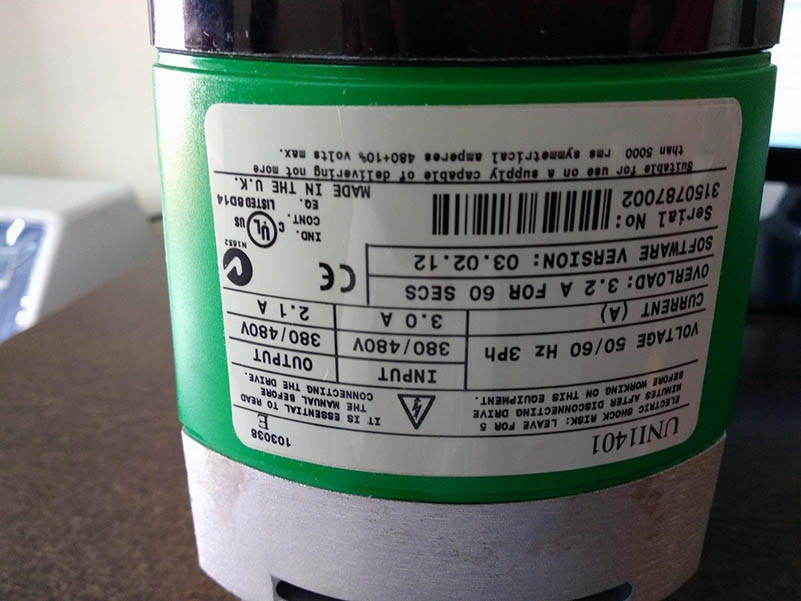 UNI1401
103038
E
ELECTRIC SHOCK RISK: LEAVE FOR 5
MINUTES AFTER DISCONNECTING DRIVE
BEFORE WORKING ON THIS EQUIPMENT.
IT IS ESSENTIAL TO READ
THE MANUAL BEFORE
CONNECTING THE DRIVE.
INPUT OUTPUT
VOLTAGE 50/60 Hz 3Ph 380/480V 380/480V
CURRENT (A) 3.0 A 2.1 A
OVERLOAD: 3.2 A FOR 60 SECS
SOFTWARE VERSION: 03.02.12
CE
N1652
Serial No:
3150787002
C UL US
IND.
CONT.
EQ.
LISTED 8D14
MADE IN THE U.K.
Suitable for use on a supply capable of delivering not more
than 5000 rms symmetrical amperes 480+10% volts max.